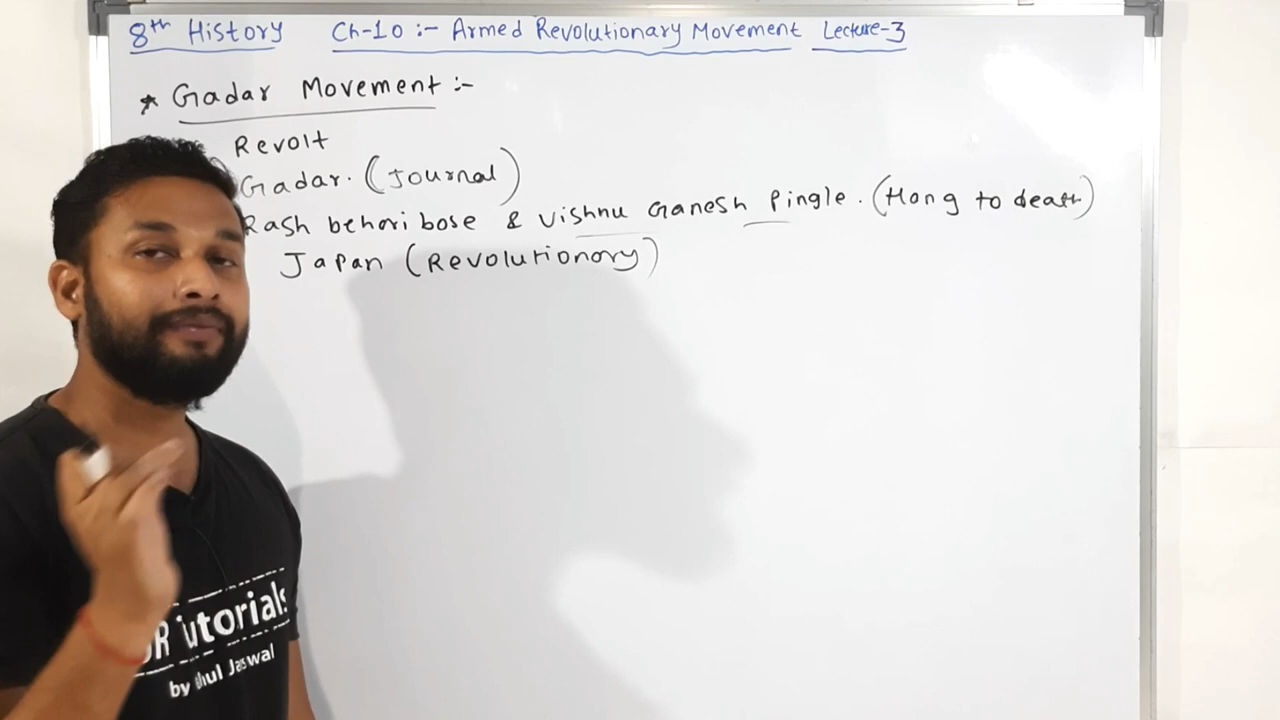 8th History Ch-10 :- Armed Revolutionary Movement Lecture-3
* Gadar Movement :-
Revolt
Gadar. (Journal)
Rash behari bose & Vishnu Ganesh Pingle. (Hang to death)
Japan (Revolutionary)
utorials
by hul Jaswal